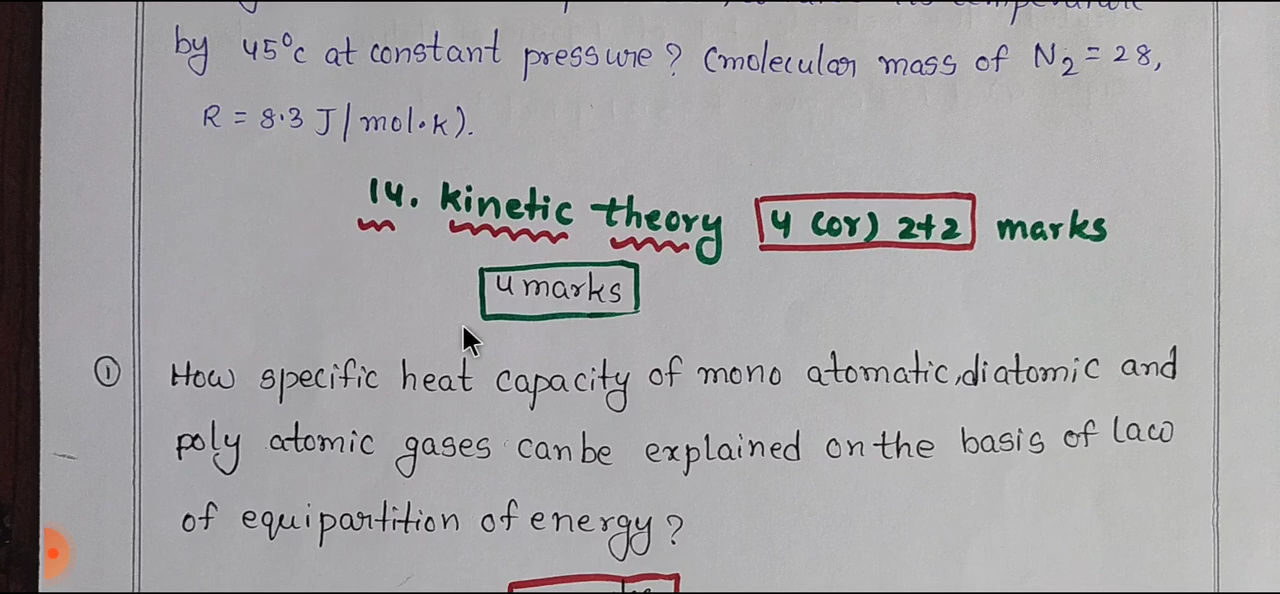 by 45°c at constant pressure? (molecular mass of N₂ = 28,
R = 8.3 J/mol.k).
14. kinetic theory 4 (or) 2+2 marks
4 marks
① How specific heat capacity of mono atomatic, diatomic and
poly atomic gases can be explained on the basis of law
of equipartition of energy?